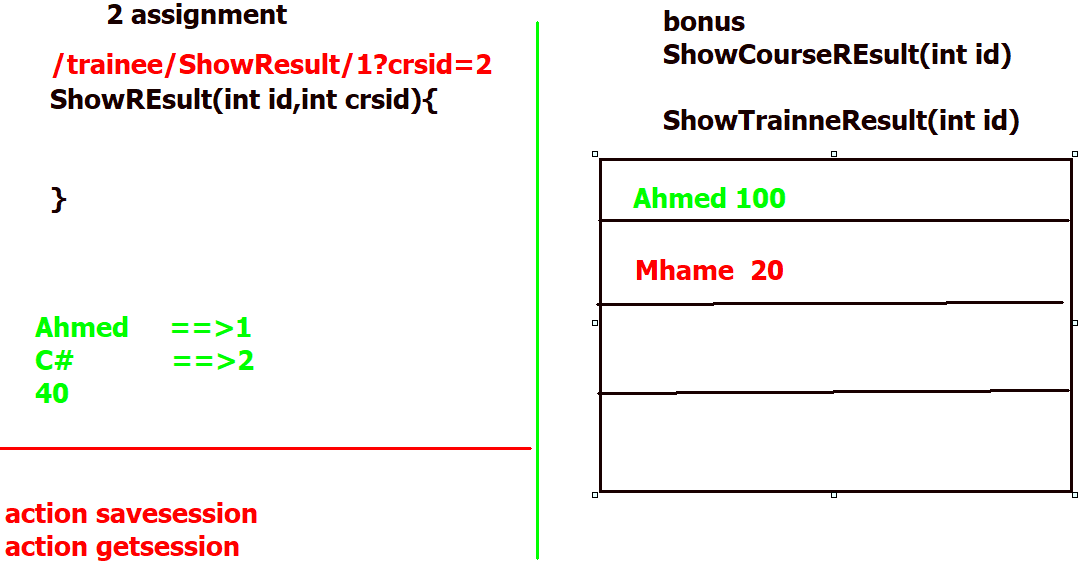 2 assignment
/trainee/ShowResult/1?crsid=2
ShowREsult(int id,int crsid){
}
Ahmed ==>1
C# ==>2
40
action savesession
action getsession
bonus
ShowCourseREsult(int id)
ShowTrainneResult(int id)
Ahmed 100
Mhame 20